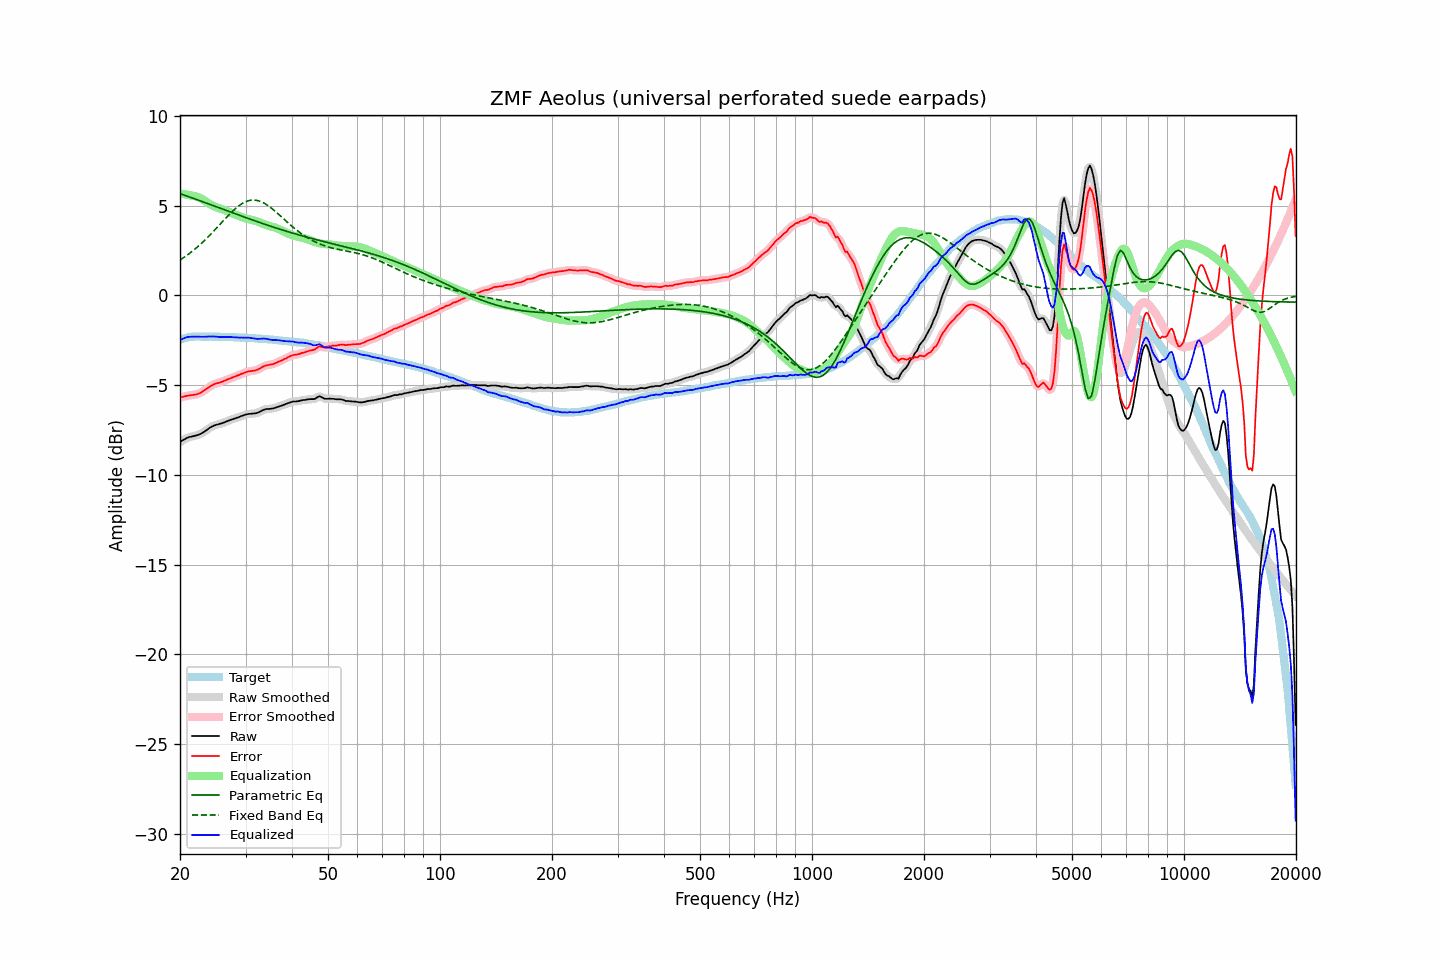 ZMF Aeolus (universal perforated suede earpads)
Amplitude (dBr)
10
5
0
−5
−10
−15
−20
−25
−30
Target
Raw Smoothed
Error Smoothed
Raw
Error
Equalization
Parametric Eq
Fixed Band Eq
Equalized
20 50 100 200 500 1000 2000 5000 10000 20000
Frequency (Hz)